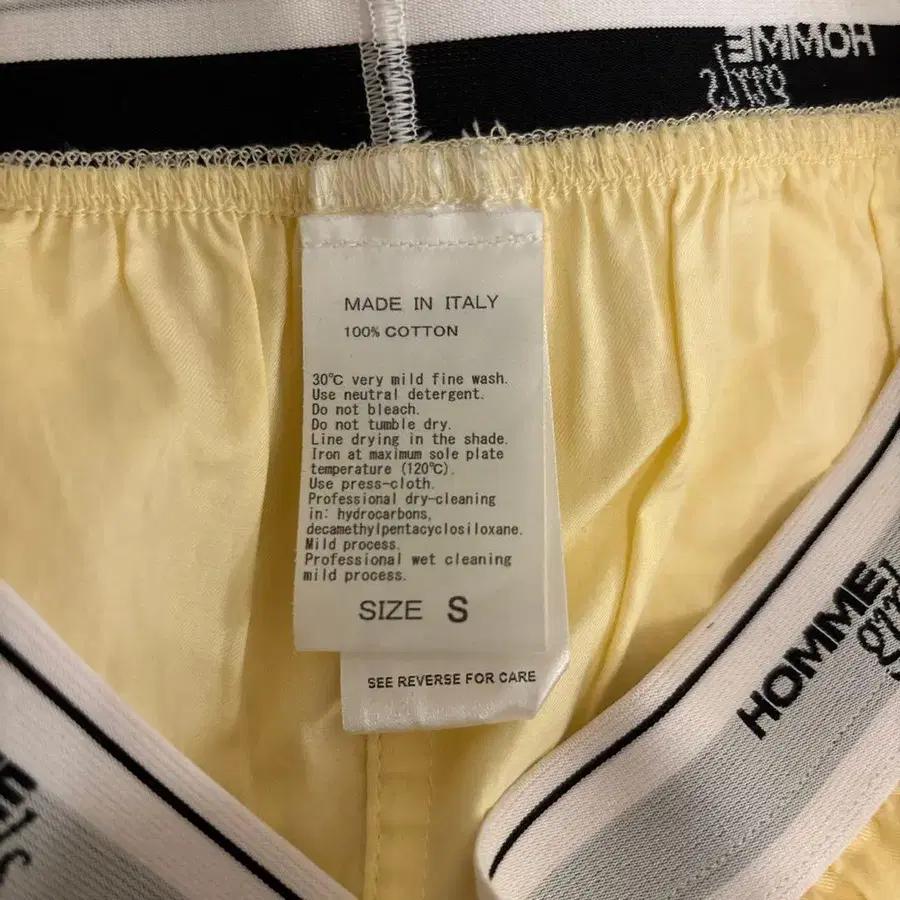 HOMME
girls
MADE IN ITALY
100% COTTON
30℃ very mild fine wash.
Use neutral detergent.
Do not bleach.
Do not tumble dry.
Line drying in the shade.
Iron at maximum sole plate
temperature (120℃).
Use press-cloth.
Professional dry-cleaning
in: hydrocarbons,
decamethylpentacyclosiloxane.
Mild process.
Professional wet cleaning
mild process.
SIZE S
SEE REVERSE FOR CARE
HOMME